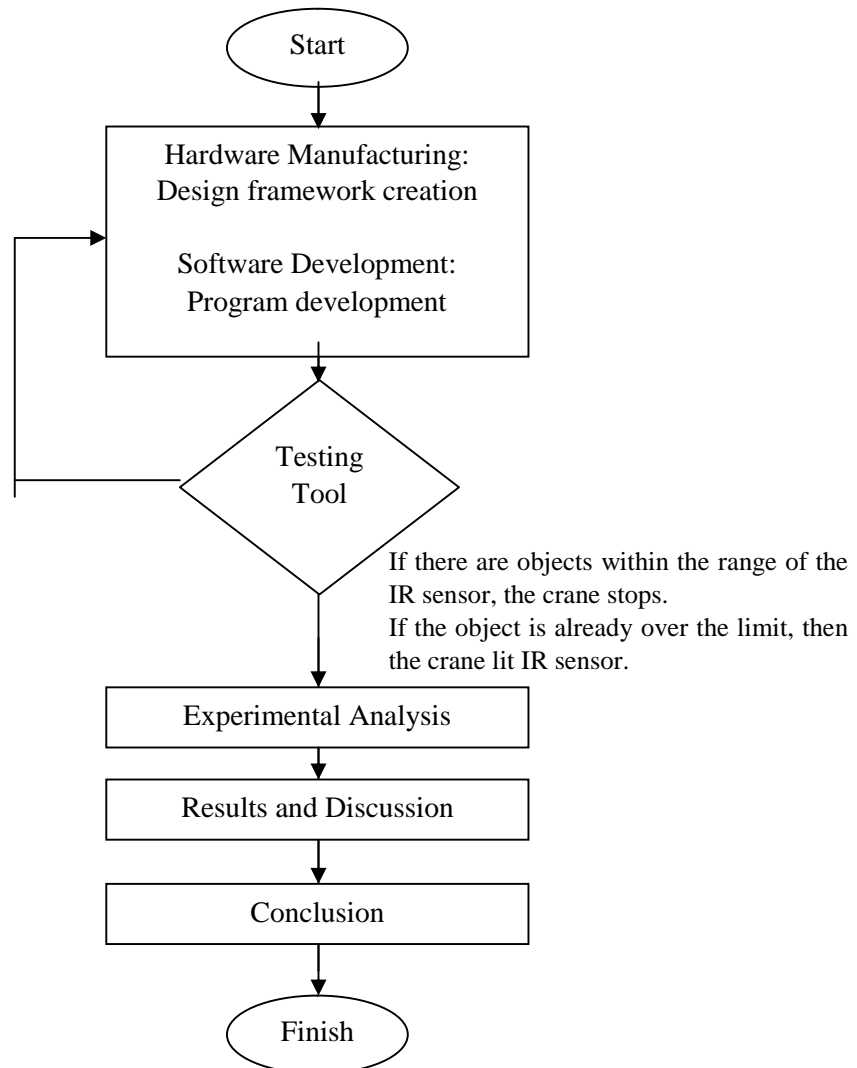 Start
Hardware Manufacturing:
Design framework creation
Software Development:
Program development
Testing
Tool
If there are objects within the range of the
IR sensor, the crane stops.
If the object is already over the limit, then
the crane lit IR sensor.
Experimental Analysis
Results and Discussion
Conclusion
Finish